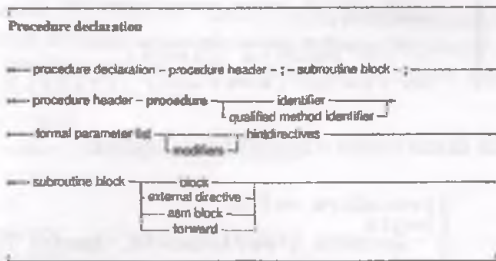 Procedure declaration
procedure declaration procedure header ; subroutine block ;
procedure header procedure identifier
qualified method identifier
formal parameter list hintdirectives
modifiers
subroutine block block
external directive
asm block
forward